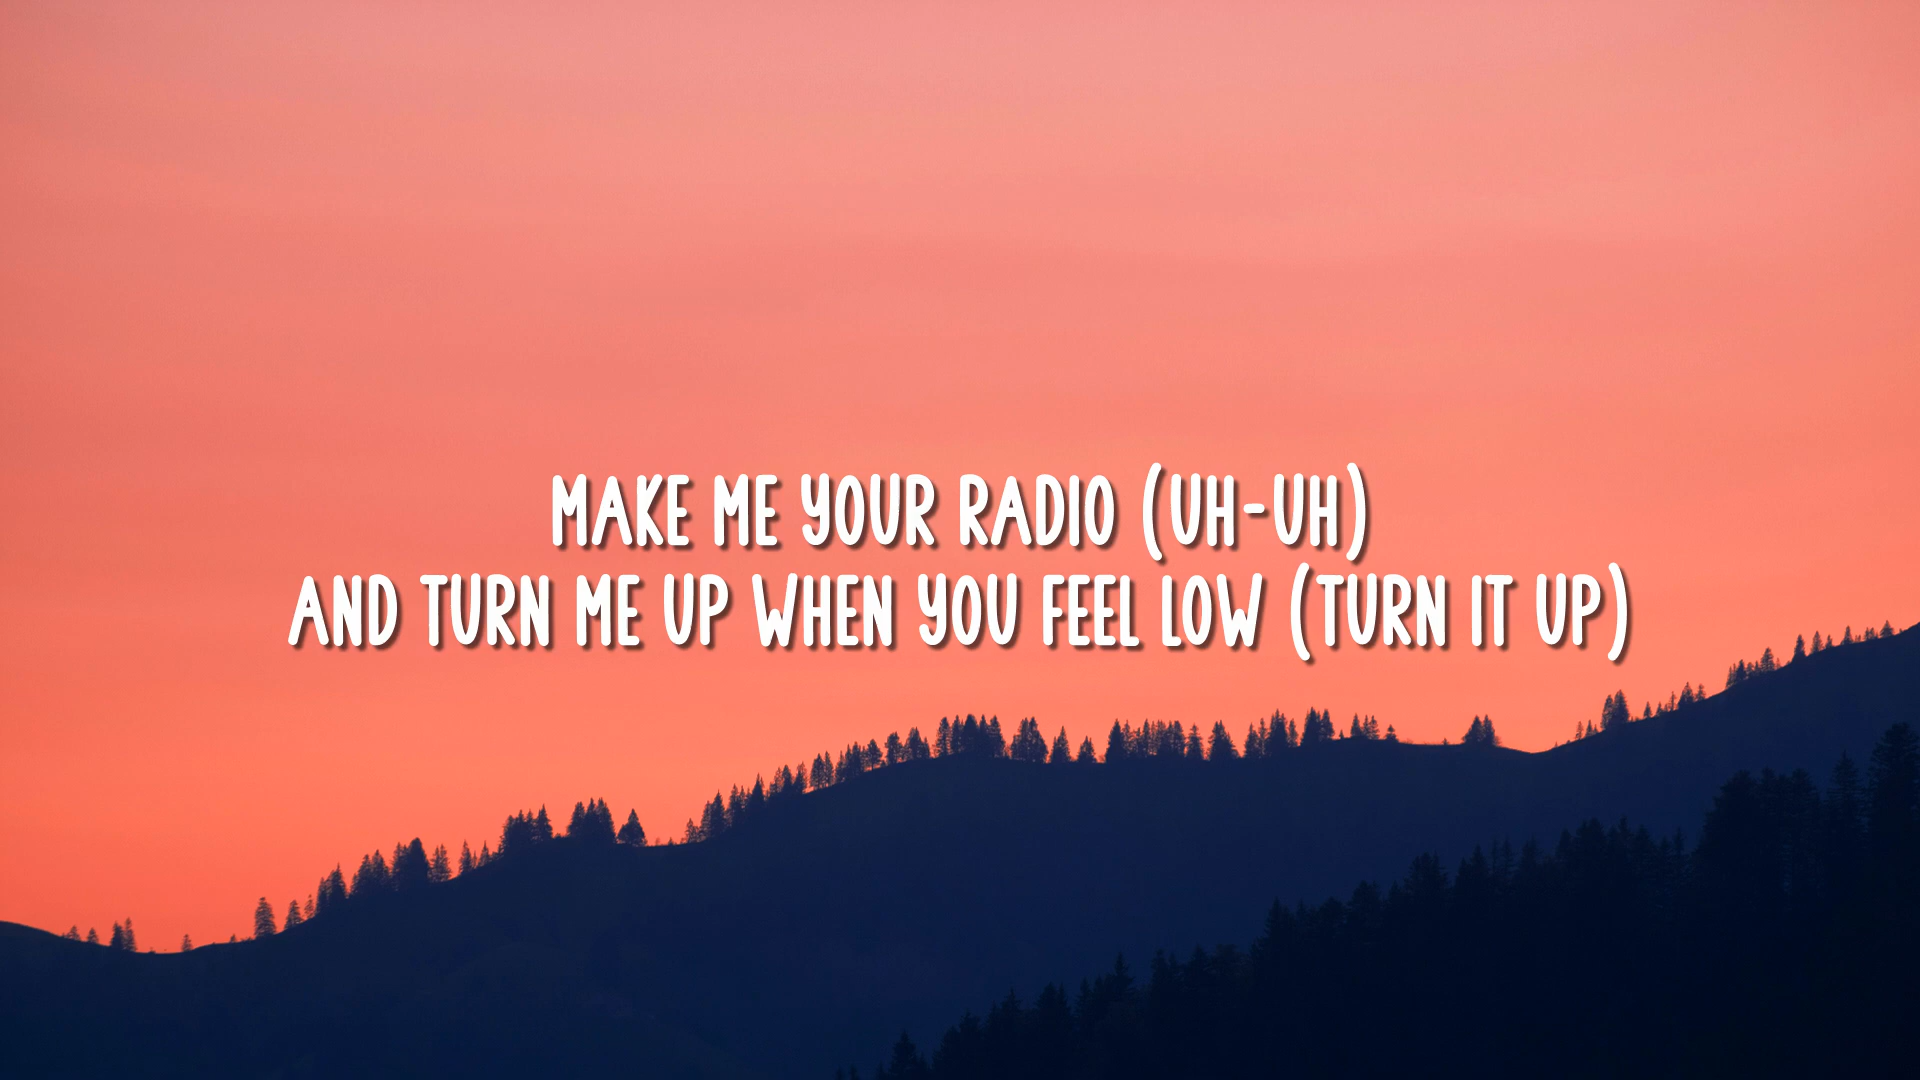 MAKE ME YOUR RADIO (UH-UH)
AND TURN ME UP WHEN YOU FEEL LOW (TURN IT UP)